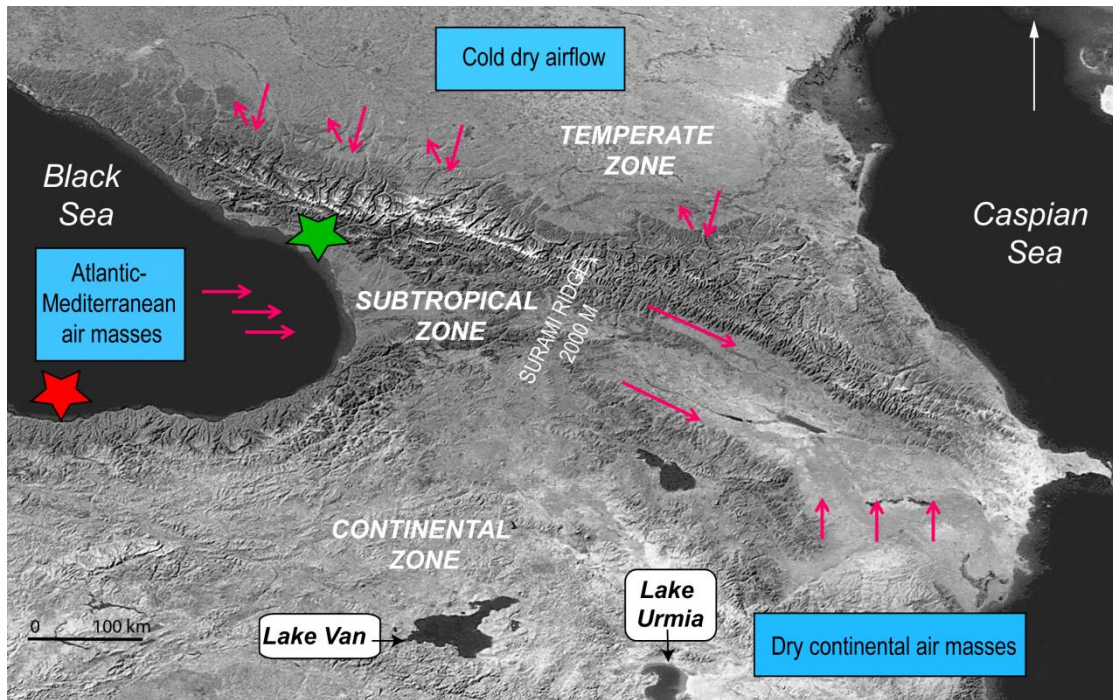 Cold dry airflow
TEMPERATE
ZONE
Black
Sea
Caspian
Sea
Atlantic-
Mediterranean
air masses
SUBTROPICAL
ZONE
SURAMI RIDGE
2000 M
CONTINENTAL
ZONE
Lake
Urmia
Lake Van
0 100 km
Dry continental air masses